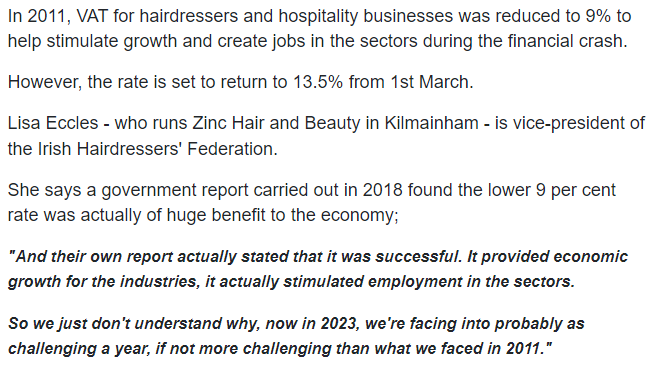 In 2011, VAT for hairdressers and hospitality businesses was reduced to 9% to
help stimulate growth and create jobs in the sectors during the financial crash.
However, the rate is set to return to 13.5% from 1st March.
Lisa Eccles - who runs Zinc Hair and Beauty in Kilmainham - is vice-president of
the Irish Hairdressers' Federation.
She says a government report carried out in 2018 found the lower 9 per cent
rate was actually of huge benefit to the economy;
"And their own report actually stated that it was successful. It provided economic
growth for the industries, it actually stimulated employment in the sectors.
So we just don't understand why, now in 2023, we're facing into probably as
challenging a year, if not more challenging than what we faced in 2011."